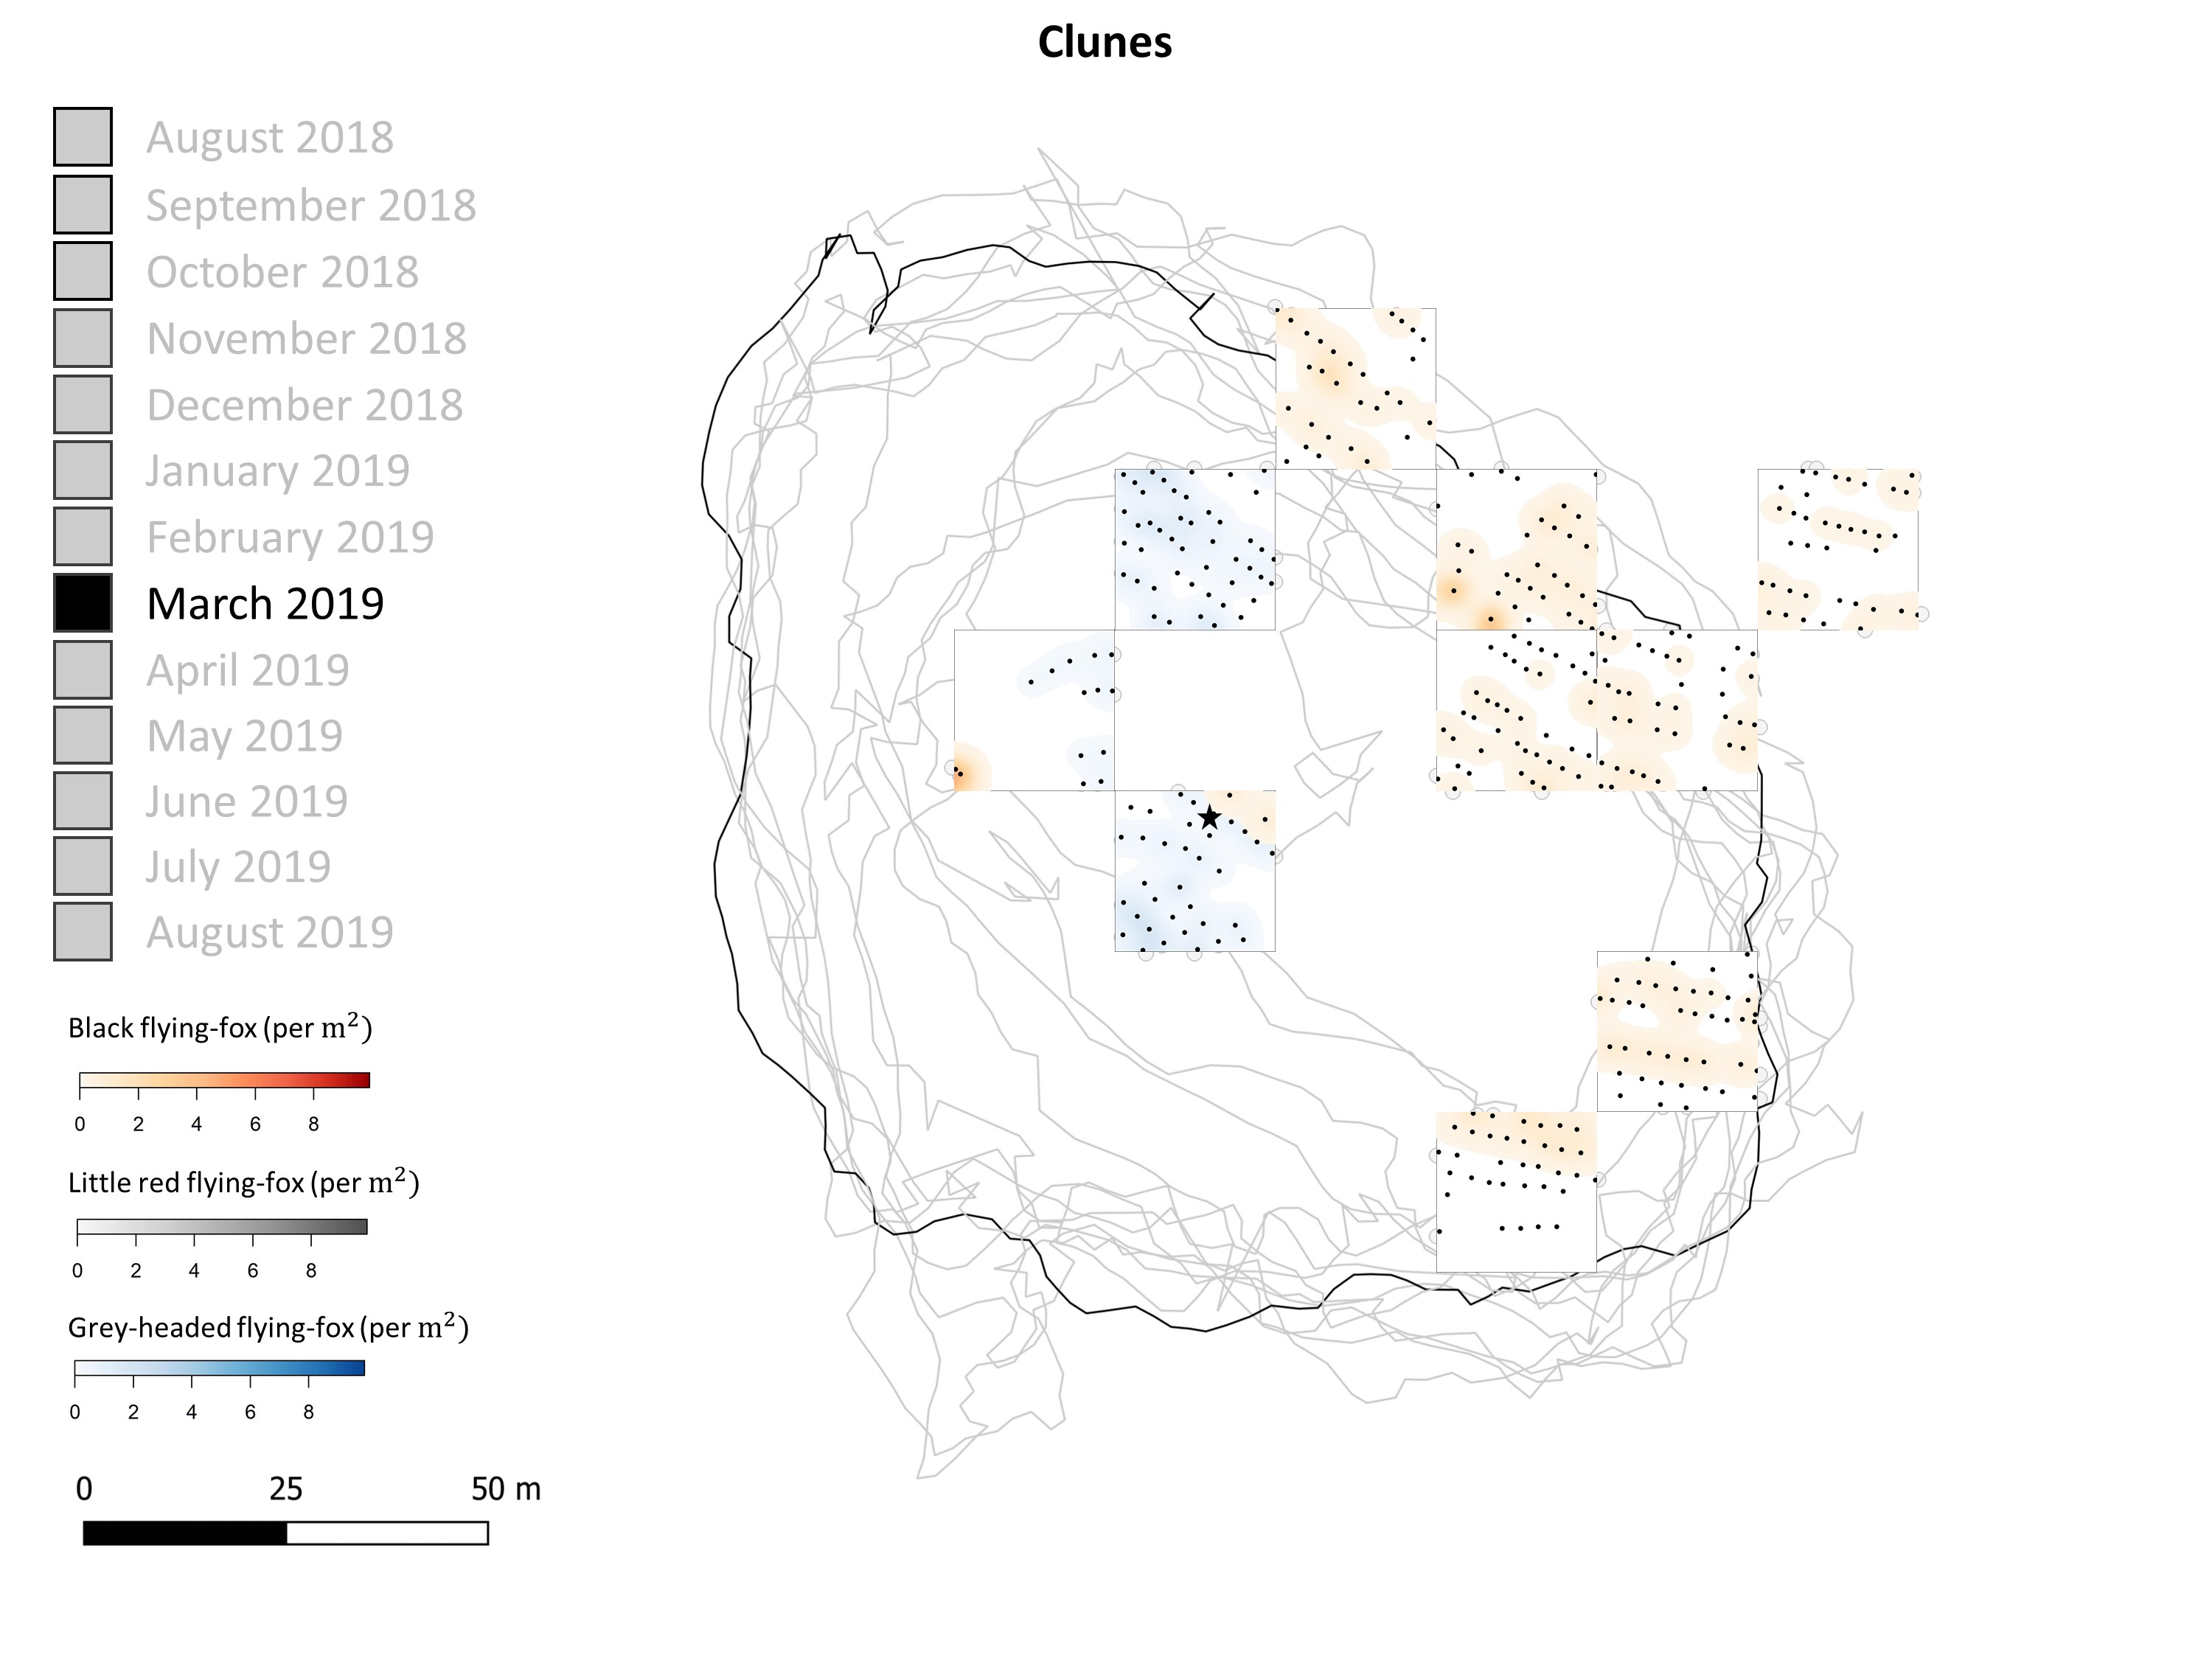 Clunes
August 2018
September 2018
October 2018
November 2018
December 2018
January 2019
February 2019
March 2019
April 2019
May 2019
June 2019
July 2019
August 2019
Black flying-fox (per m²)
0 2 4 6 8
Little red flying-fox (per m²)
0 2 4 6 8
Grey-headed flying-fox (per m²)
0 2 4 6 8
0 25 50 m